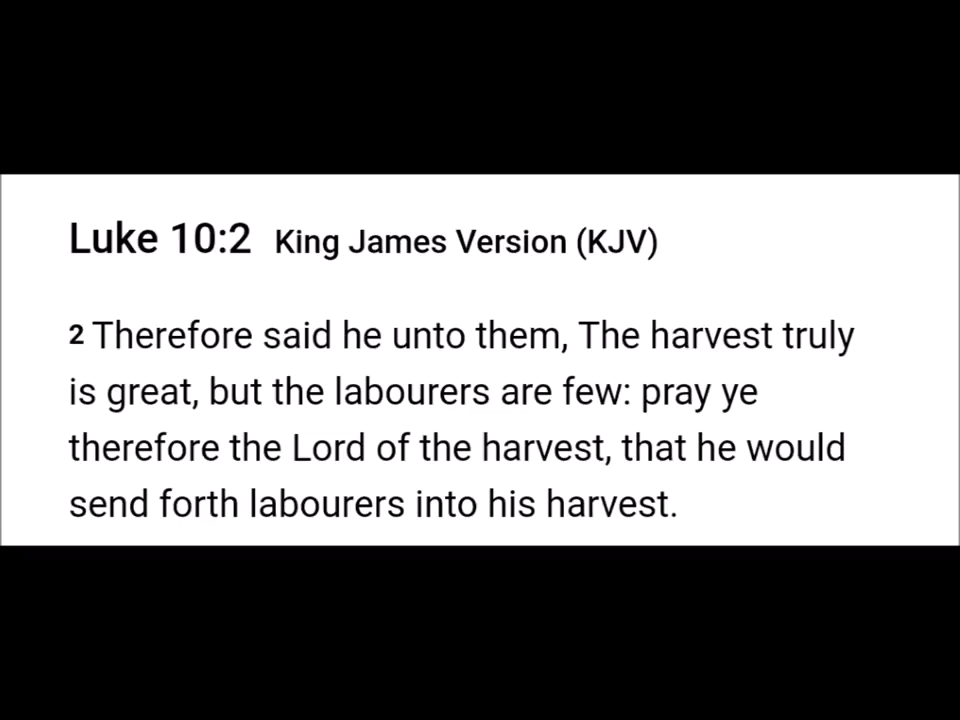 Luke 10:2 King James Version (KJV)
2 Therefore said he unto them, The harvest truly
is great, but the labourers are few: pray ye
therefore the Lord of the harvest, that he would
send forth labourers into his harvest.